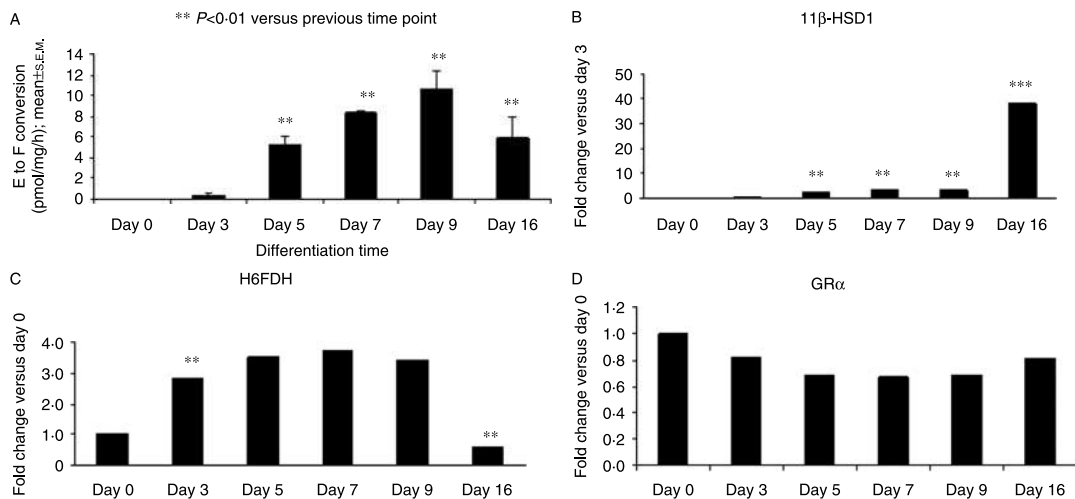 A
** P<0·01 versus previous time point
E to F conversion
(pmol/mg/h); mean±S.E.M.
14
12
10
8
6
4
2
0
**
**
**
**
Day 0 Day 3 Day 5 Day 7 Day 9 Day 16
Differentiation time
B
11β-HSD1
Fold change versus day 3
50
40
30
20
10
0
**
**
**
***
Day 0 Day 3 Day 5 Day 7 Day 9 Day 16
C
H6FDH
Fold change versus day 0
4·0
3·0
2·0
1·0
0
**
**
Day 0 Day 3 Day 5 Day 7 Day 9 Day 16
D
GRα
Fold change versus day 0
1·2
1·0
0·8
0·6
0·4
0·2
0·0
Day 0 Day 3 Day 5 Day 7 Day 9 Day 16